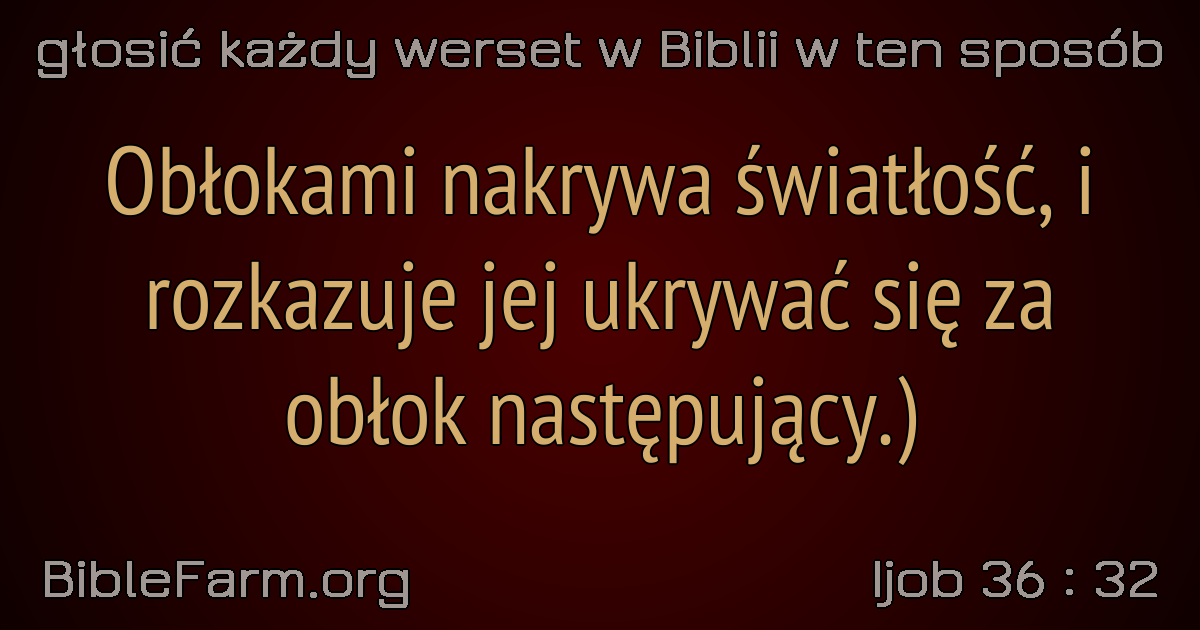 głosić każdy werset w Biblii w ten sposób
Obłokami nakrywa światłość, i
rozkazuje jej ukrywać się za
obłok następujący.)
BibleFarm.org
Ijob 36 : 32